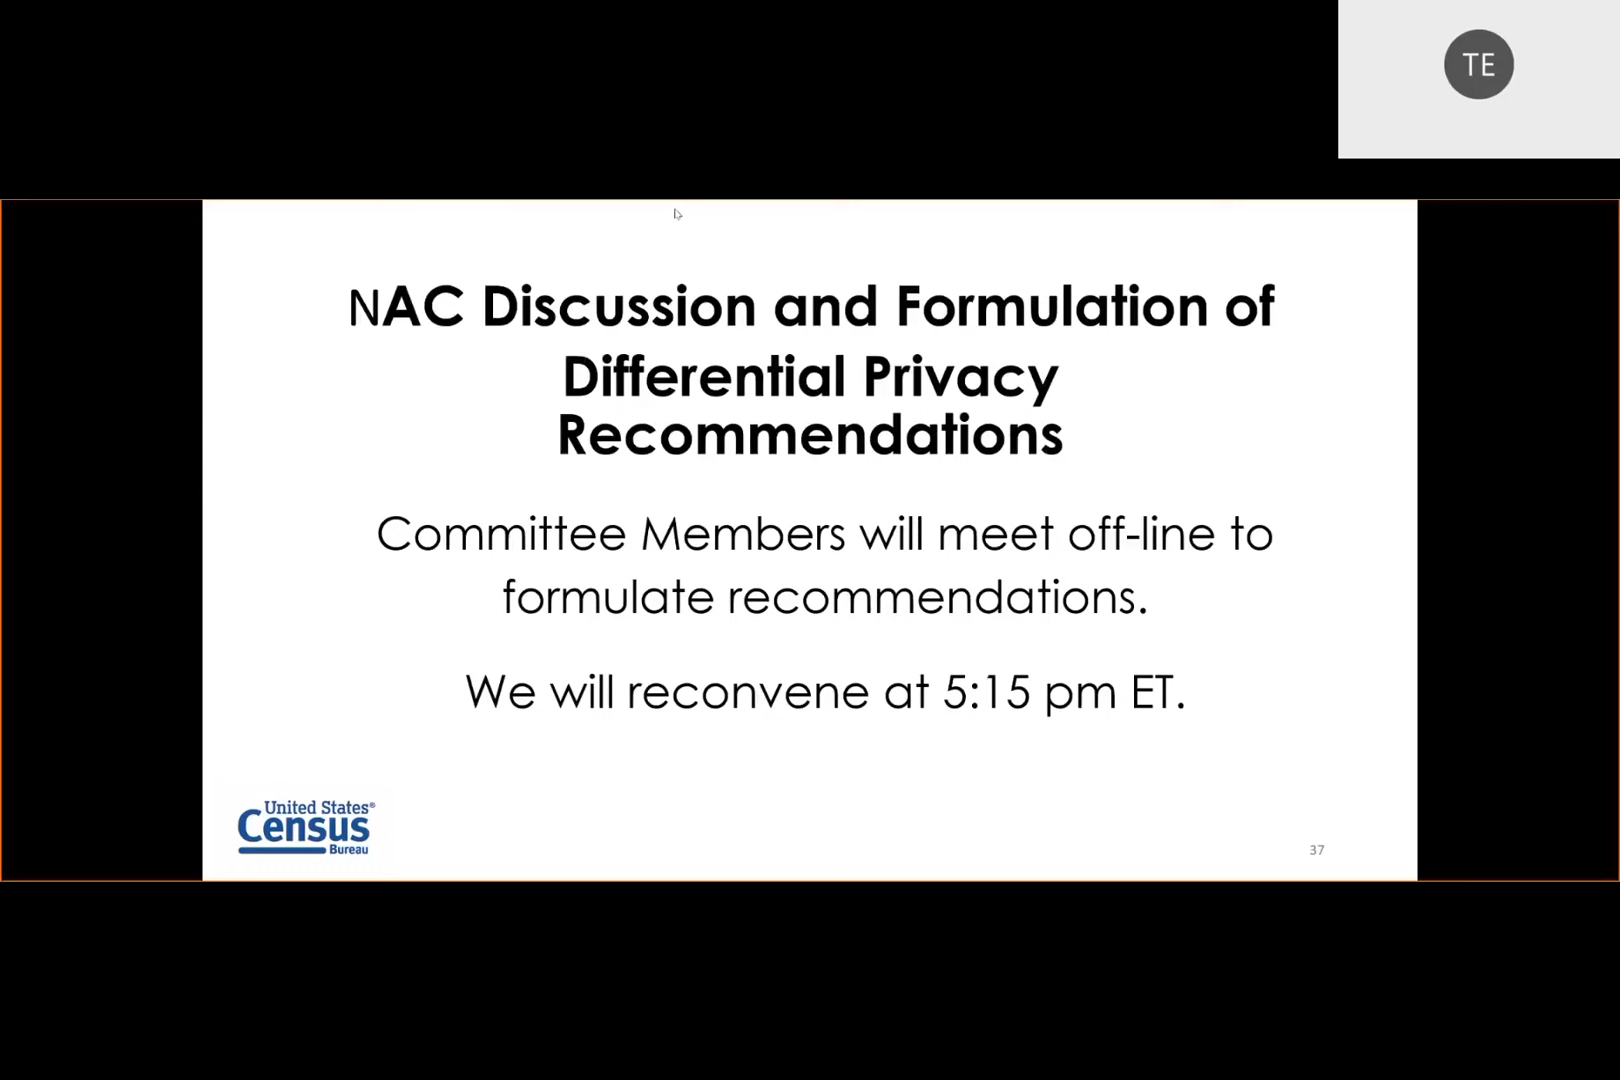 TE
NAC Discussion and Formulation of
Differential Privacy
Recommendations
Committee Members will meet off-line to
formulate recommendations.
We will reconvene at 5:15 pm ET.
United States®
Census
Bureau
37